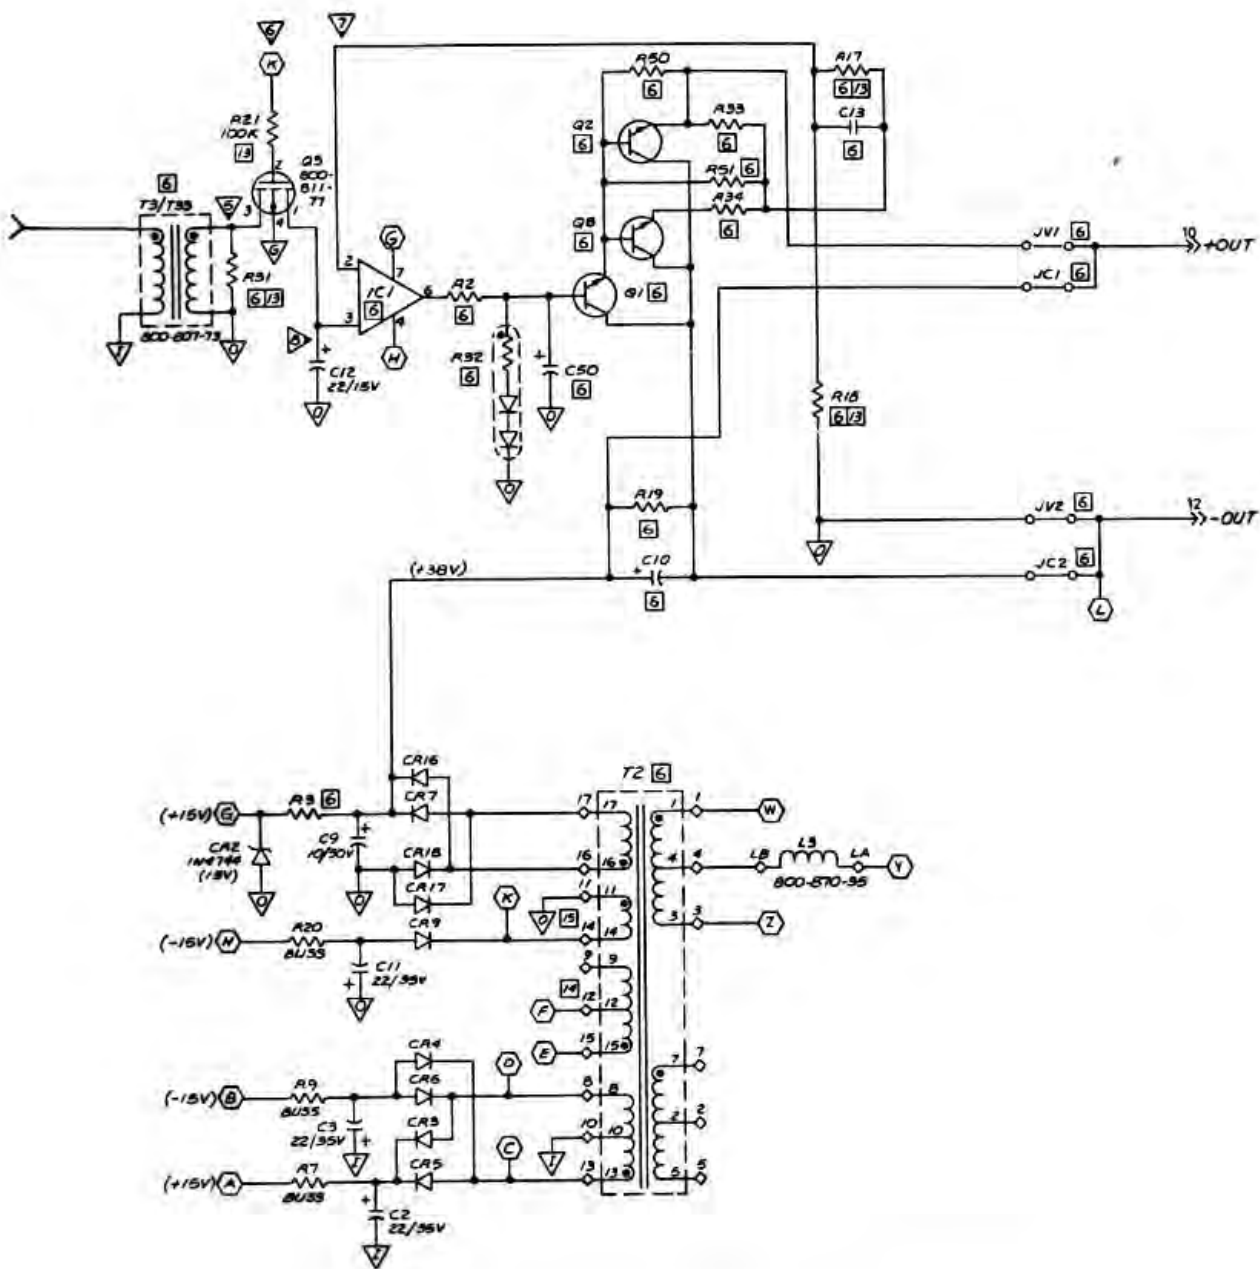 6
7
K
R21
100K
13
2
Q5
800-
811-
77
3
1
4
G
6
T3/T33
5
R31
6 13
800-807-73
I
O
8
C12
22/15V
O
2
3
G
7
IC1
6
6
4
H
R2
6
R32
6
O
C50
6
O
R50
6
Q2
6
R33
6
R51
6
R34
6
Q8
6
Q1 6
R17
6 13
C13
6
R18
6 13
O
JV1 6
JC1 6
10
+OUT
JV2 6
JC2 6
12
-OUT
L
R19
6
(+38V)
C10
6
(+15V) G
R3 6
CR2
1N4744
(15V)
O
C9
10/50V
O
CR16
CR7
CR18
CR17
CR9
K
(-15V) H
R20
BUSS
C11
22/35V
O
T2 6
17 17
16 16
11 11
O
15
14 14
9 9
14
F 12 12
E 15 15
8 8
10 10
I
13 13
1 1
W
4 4
LB
L3
LA
Y
800-870-95
3 3
Z
7 7
2 2
5 5
(-15V) B
R9
BUSS
C3
22/35V
I
CR4
CR6
CR3
CR5
D
C
(+15V) A
R7
BUSS
C2
22/35V
I